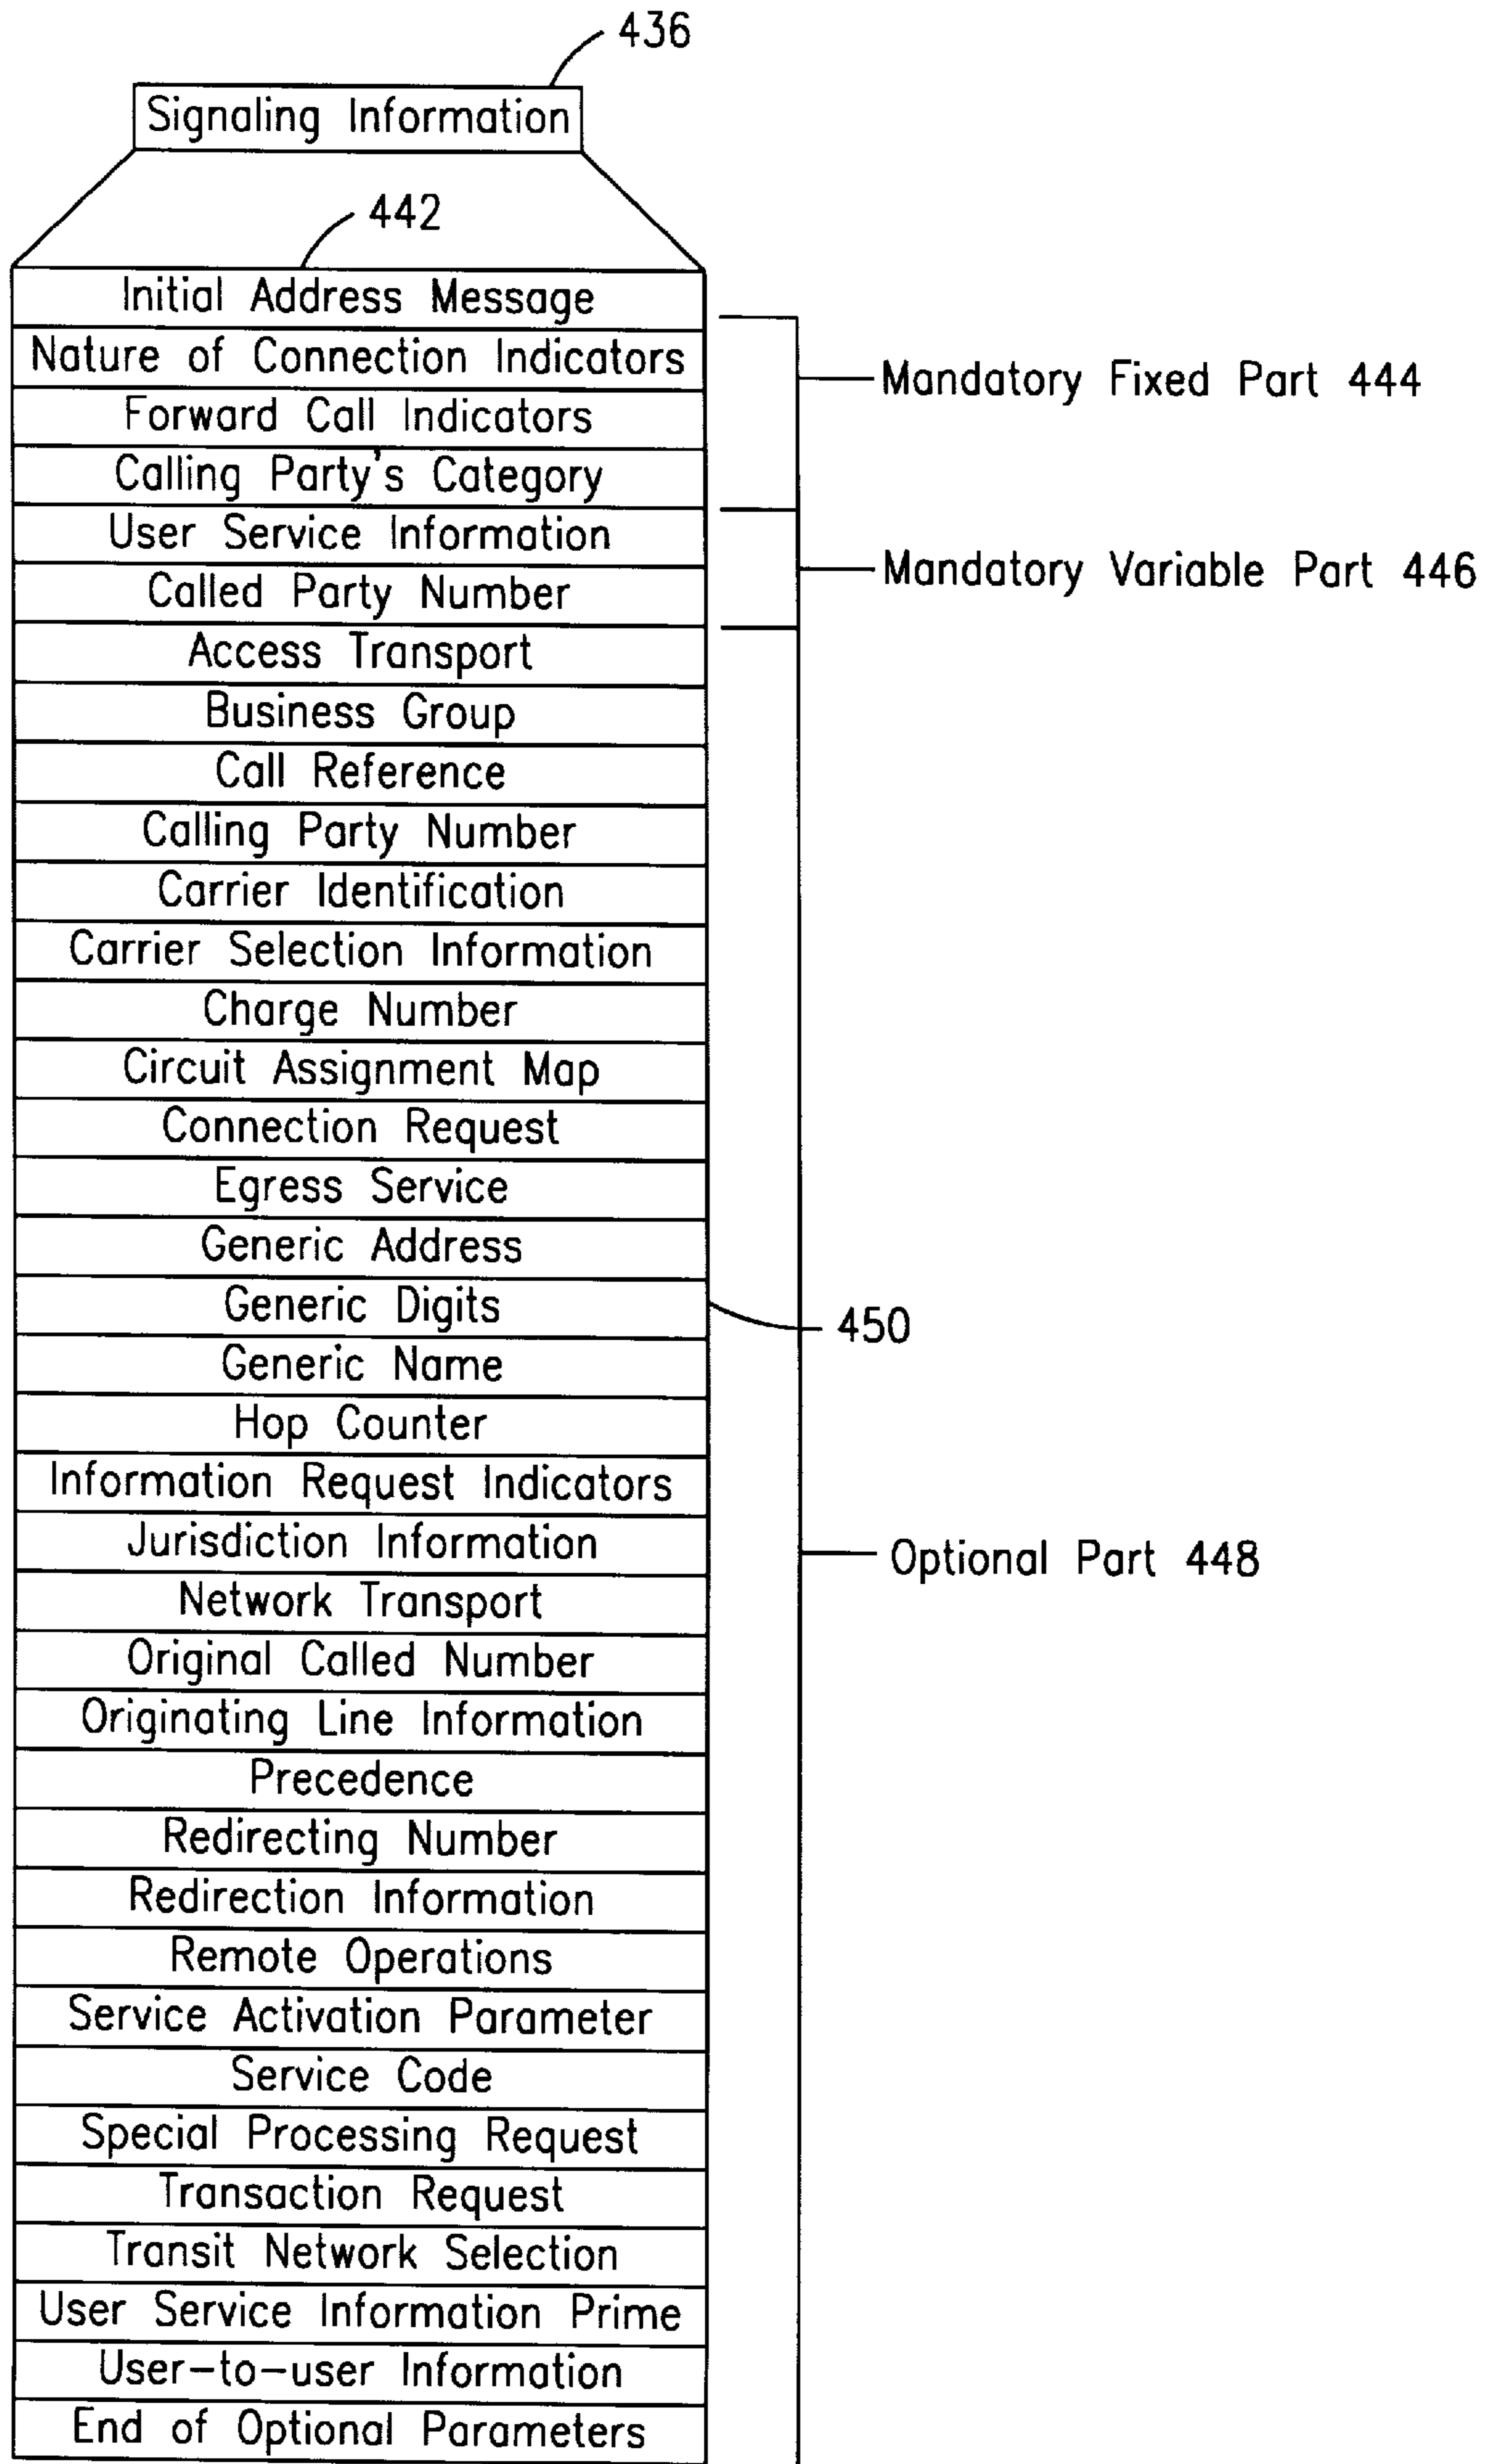 436
Signaling Information
442
Initial Address Message
Nature of Connection Indicators
Mandatory Fixed Part 444
Forward Call Indicators
Calling Party's Category
User Service Information
Mandatory Variable Part 446
Called Party Number
Access Transport
Business Group
Call Reference
Calling Party Number
Carrier Identification
Carrier Selection Information
Charge Number
Circuit Assignment Map
Connection Request
Egress Service
Generic Address
Generic Digits
450
Generic Name
Hop Counter
Information Request Indicators
Jurisdiction Information
Optional Part 448
Network Transport
Original Called Number
Originating Line Information
Precedence
Redirecting Number
Redirection Information
Remote Operations
Service Activation Parameter
Service Code
Special Processing Request
Transaction Request
Transit Network Selection
User Service Information Prime
User-to-user Information
End of Optional Parameters